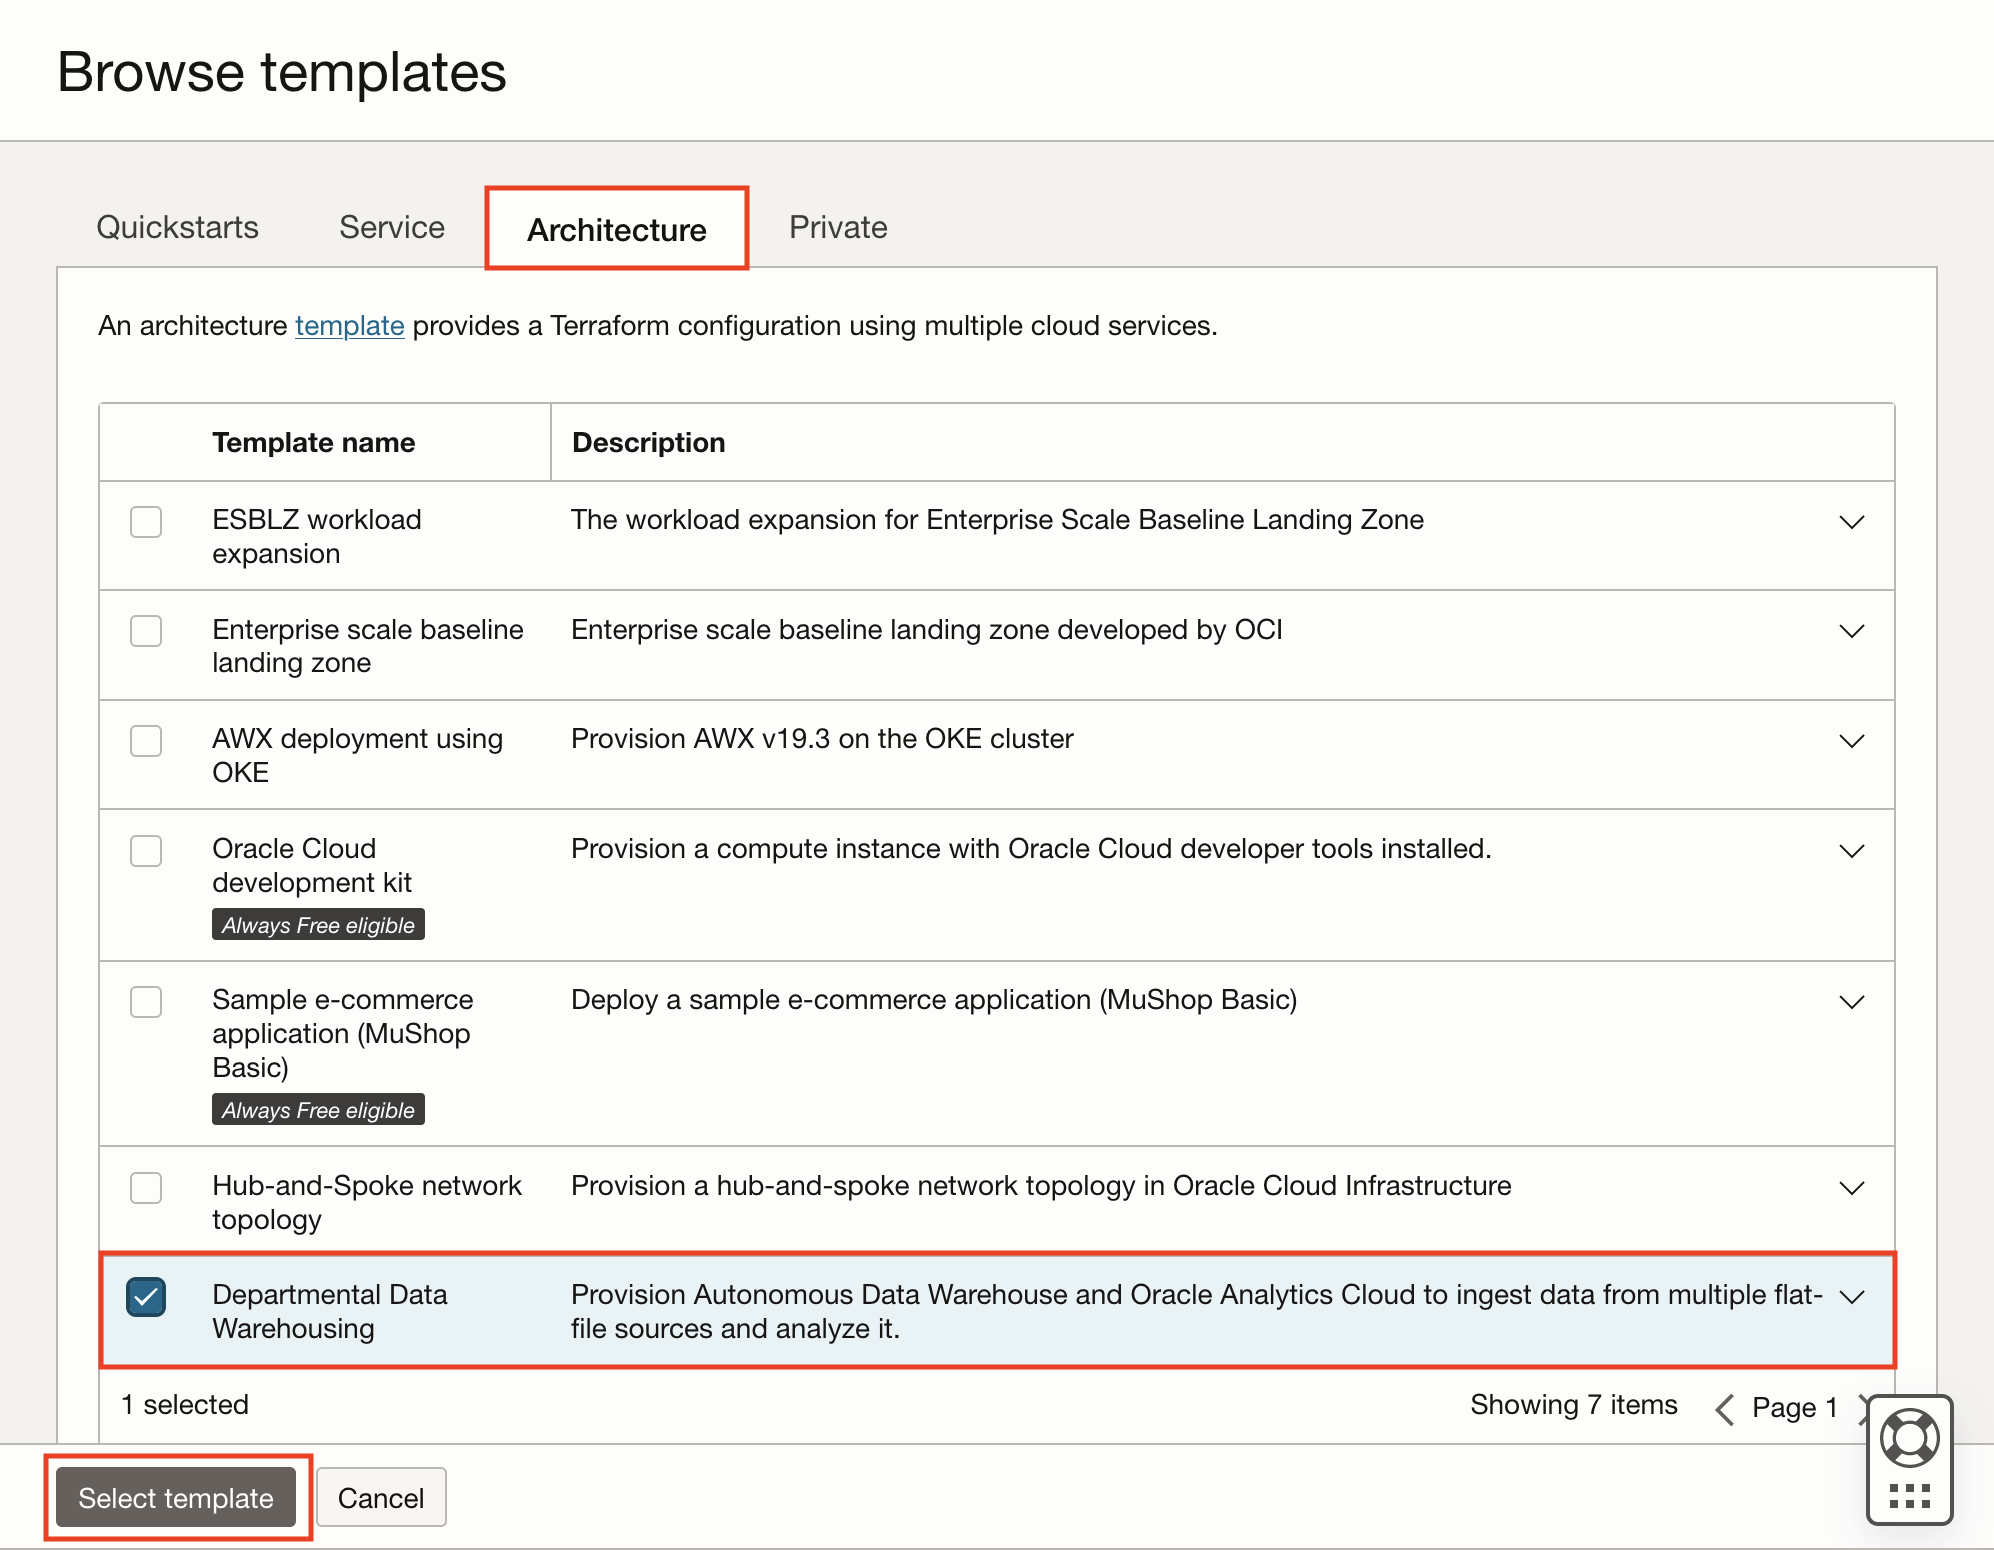 Browse templates
Quickstarts
Service
Architecture
Private
An architecture template provides a Terraform configuration using multiple cloud services.
Template name
Description
ESBLZ workload
expansion
The workload expansion for Enterprise Scale Baseline Landing Zone
Enterprise scale baseline
landing zone
Enterprise scale baseline landing zone developed by OCI
AWX deployment using
OKE
Provision AWX v19.3 on the OKE cluster
Oracle Cloud
development kit
Always Free eligible
Provision a compute instance with Oracle Cloud developer tools installed.
Sample e-commerce
application (MuShop
Basic)
Always Free eligible
Deploy a sample e-commerce application (MuShop Basic)
Hub-and-Spoke network
topology
Provision a hub-and-spoke network topology in Oracle Cloud Infrastructure
Departmental Data
Warehousing
Provision Autonomous Data Warehouse and Oracle Analytics Cloud to ingest data from multiple flat-
file sources and analyze it.
1 selected
Showing 7 items
Page 1
Select template
Cancel